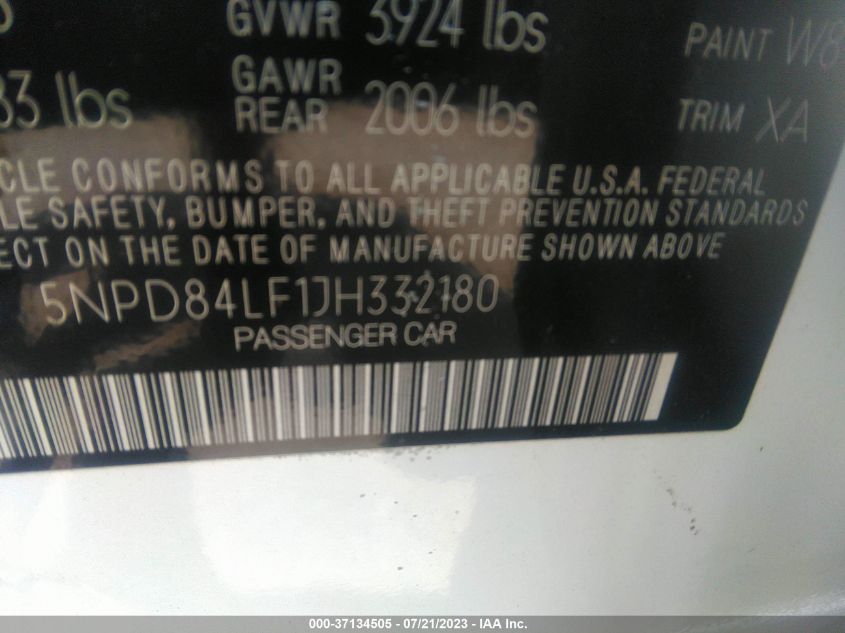 GVWR 3924 lbs PAINT W8
83 lbs GAWR REAR 2006 lbs TRIM XA
CLE CONFORMS TO ALL APPLICABLE U.S.A. FEDERAL
LE SAFETY, BUMPER, AND THEFT PREVENTION STANDARDS
ECT ON THE DATE OF MANUFACTURE SHOWN ABOVE
5NPD84LF1JH332180
PASSENGER CAR
000-37134505 - 07/21/2023 - IAA Inc.